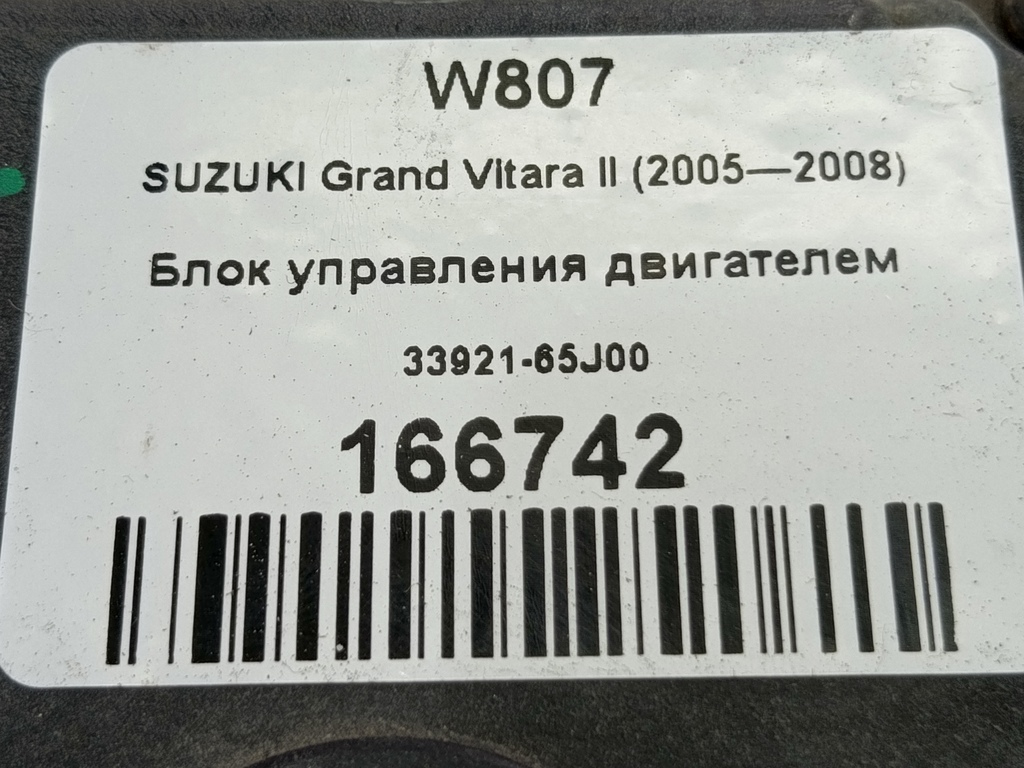 W807
SUZUKI Grand Vitara II (2005—2008)
Блок управления двигателем
33921-65J00
166742